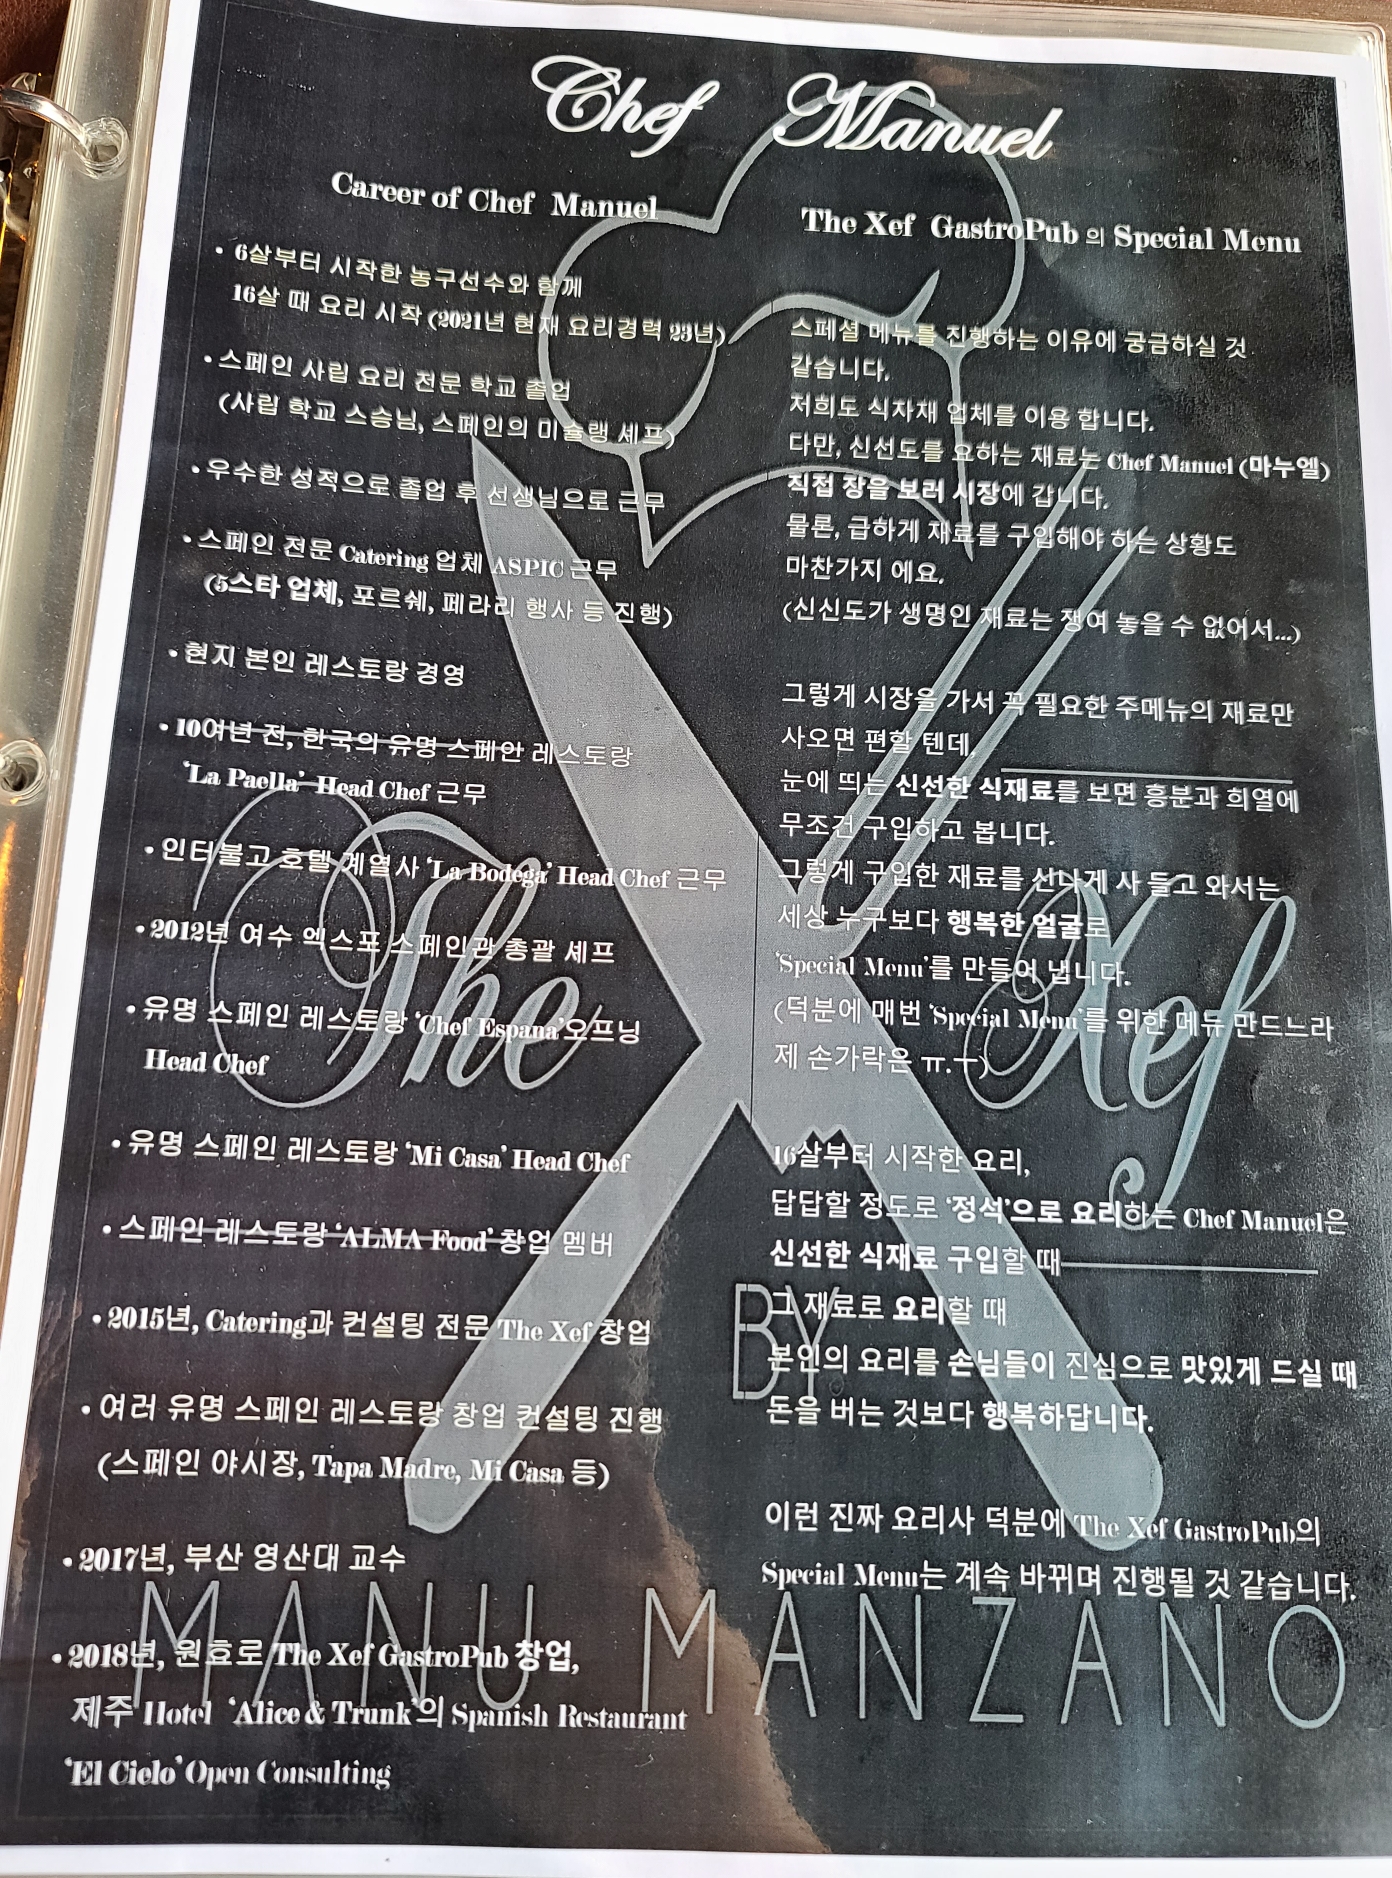 Chef Manuel
Career of Chef Manuel
• 6살부터 시작한 농구선수와 함께
16살 때 요리 시작 (2021년 현재 요리경력 23년)
• 스페인 사립 요리 전문 학교 졸업
(사립 학교 스승님, 스페인의 미슐랭 셰프)
• 우수한 성적으로 졸업 후 선생님으로 근무
• 스페인 전문 Catering 업체 ASPIC 근무
(5스타 업체, 포르쉐, 페라리 행사 등 진행)
• 현지 본인 레스토랑 경영
• 10여년 전, 한국의 유명 스페인 레스토랑
'La Paella' Head Chef 근무
• 인터불고 호텔 계열사 'La Bodega' Head Chef 근무
• 2012년 여수 엑스포 스페인관 총괄 셰프
• 유명 스페인 레스토랑 'Chef Espana'오프닝
Head Chef
• 유명 스페인 레스토랑 'Mi Casa' Head Chef
• 스페인 레스토랑 'ALMA Food' 창업 멤버
• 2015년, Catering과 컨설팅 전문 The Xef 창업
• 여러 유명 스페인 레스토랑 창업 컨설팅 진행
(스페인 야시장, Tapa Madre, Mi Casa 등)
• 2017년, 부산 영산대 교수
• 2018년, 원효로 The Xef GastroPub 창업,
제주 Hotel 'Alice & Trunk'의 Spanish Restaurant
'El Cielo' Open Consulting
The Xef GastroPub 의 Special Menu
스페셜 메뉴를 진행하는 이유에 궁금하실 것
같습니다.
저희도 식자재 업체를 이용 합니다.
다만, 신선도를 요하는 재료는 Chef Manuel (마누엘)
직접 장을 보러 시장에 갑니다.
물론, 급하게 재료를 구입해야 하는 상황도
마찬가지 에요.
(신신도가 생명인 재료는 쟁여 놓을 수 없어서...)
그렇게 시장을 가서 꼭 필요한 주메뉴의 재료만
사오면 편할 텐데,
눈에 띄는 신선한 식재료를 보면 흥분과 희열에
무조건 구입하고 봅니다.
그렇게 구입한 재료를 신나게 사 들고 와서는
세상 누구보다 행복한 얼굴로
'Special Menu'를 만들어 냅니다.
(덕분에 매번 'Special Menu'를 위한 메뉴 만드느라
제 손가락은 ㅠ.ㅜ)
16살부터 시작한 요리,
답답할 정도로 '정석'으로 요리하는 Chef Manuel은
신선한 식재료 구입할 때
그 재료로 요리할 때
본인의 요리를 손님들이 진심으로 맛있게 드실 때
돈을 버는 것보다 행복하답니다.
이런 진짜 요리사 덕분에 The Xef GastroPub의
Special Menu는 계속 바뀌며 진행될 것 같습니다.
The Xef
BY
MANU MANZANO